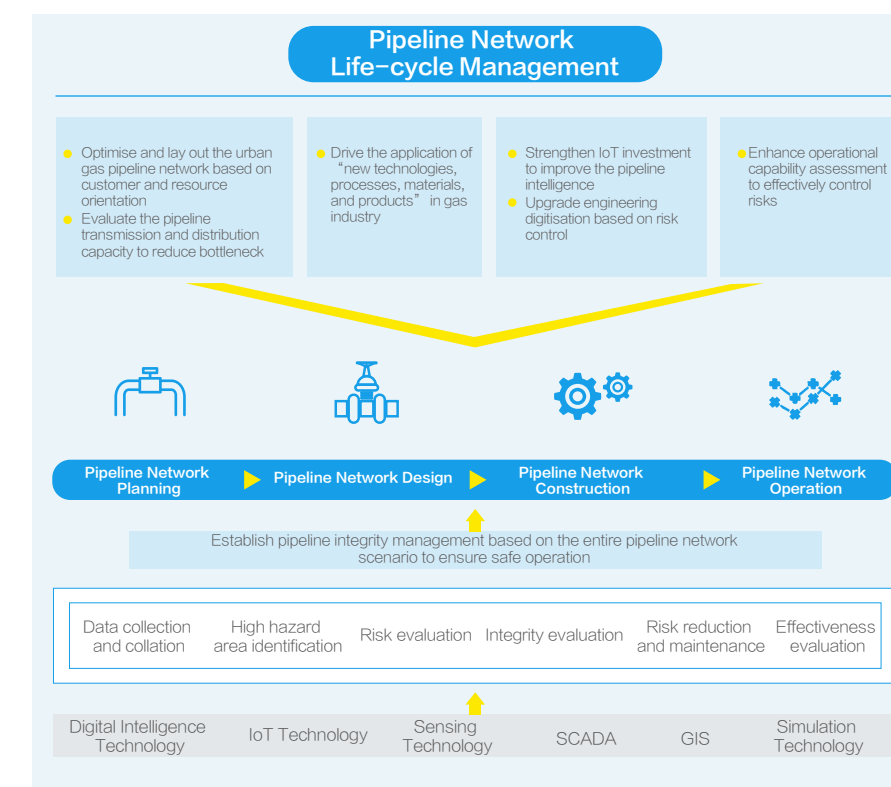 Pipeline Network
Life-cycle Management
Optimise and lay out the urban
gas pipeline network based on
customer and resource
orientation
Evaluate the pipeline
transmission and distribution
capacity to reduce bottleneck
Drive the application of
“new technologies,
processes, materials,
and products” in gas
industry
Strengthen IoT investment
to improve the pipeline
intelligence
Upgrade engineering
digitisation based on risk
control
Enhance operational
capability assessment
to effectively control
risks
Pipeline Network
Planning
Pipeline Network Design
Pipeline Network
Construction
Pipeline Network
Operation
Establish pipeline integrity management based on the entire pipeline network
scenario to ensure safe operation
Data collection
and collation
High hazard
area identification
Risk evaluation
Integrity evaluation
Risk reduction
and maintenance
Effectiveness
evaluation
Digital Intelligence
Technology
IoT Technology
Sensing
Technology
SCADA
GIS
Simulation
Technology